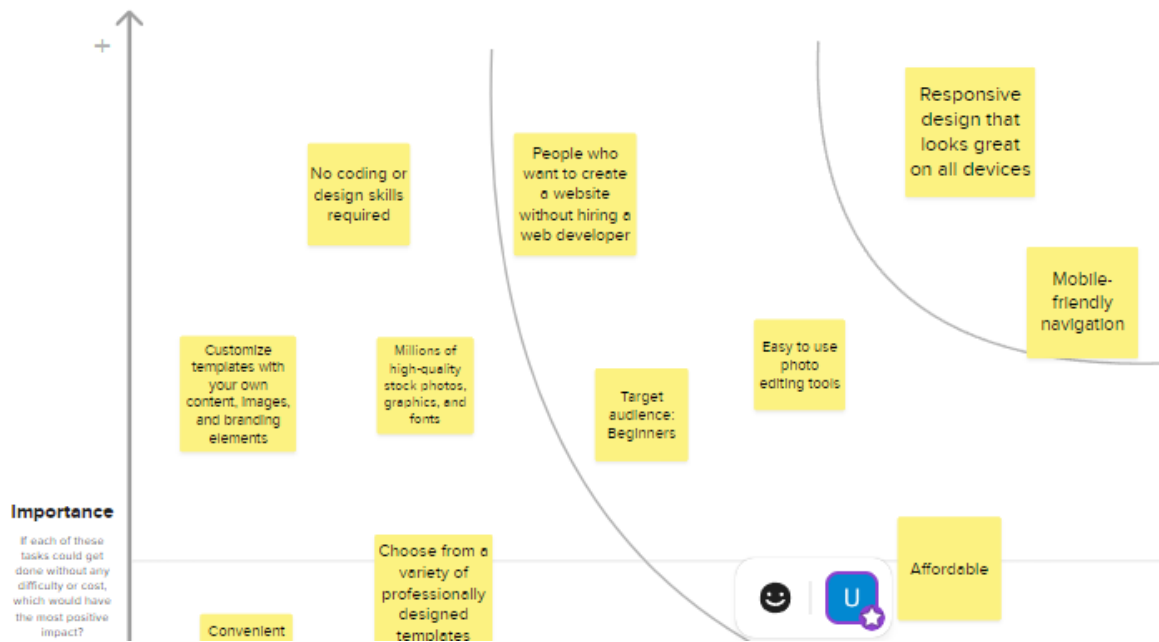 +
Responsive
design that
looks great
on all devices
No coding or
design skills
required
People who
want to create
a website
without hiring a
web developer
Mobile-
friendly
navigation
Customize
templates with
your own
content, images,
and branding
elements
Millions of
high-quality
stock photos,
graphics, and
fonts
Easy to use
photo
editing tools
Target
audience:
Beginners
Importance
If each of these
tasks could get
done without any
difficulty or cost,
which would have
the most positive
impact?
Choose from a
variety of
professionally
designed
templates
Affordable
U
Convenient